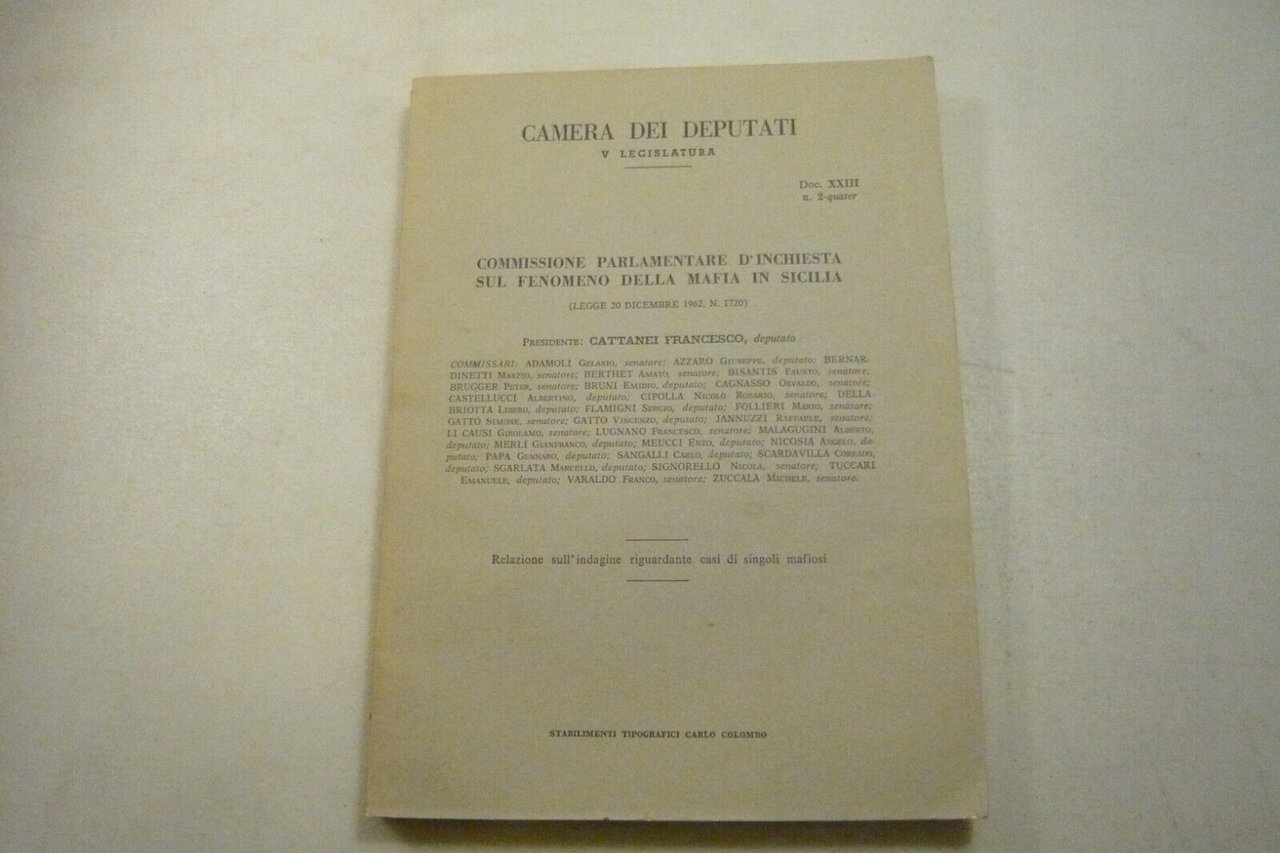 CAMERA DEI DEPUTATI
V LEGISLATURA
Doc. XXIII
n. 2-quater
COMMISSIONE PARLAMENTARE D'INCHIESTA
SUL FENOMENO DELLA MAFIA IN SICILIA
(LEGGE 20 DICEMBRE 1962, N. 1720)
PRESIDENTE: CATTANEI FRANCESCO, deputato
COMMISSARI: ADAMOLI GELASIO, senatore; AZZARO GIUSEPPE, deputato; BERNAR-
DINETTI MARZIO, senatore; BERTHET AMATO, senatore; BISANTIS FAUSTO, senatore;
BRUGGER PETER, senatore; BRUNI EMIDIO, deputato; CAGNASSO OSVALDO, senatore;
CASTELLUCCI ALBERTINO, deputato; CIPOLLA NICOLÒ ROSARIO, senatore; DELLA
BRIOTTA LIBERO, deputato; FLAMIGNI SERGIO, deputato; FOLLIERI MARIO, senatore;
GATTO SIMONE, senatore; GATTO VINCENZO, deputato; JANNUZZI RAFFAELE, senatore;
LI CAUSI GIROLAMO, senatore; LUGNANO FRANCESCO, senatore; MALAGUGINI ALBERTO,
deputato; MERLI GIANFRANCO, deputato; MEUCCI ENZO, deputato; NICOSIA ANGELO, de-
putato; PAPA GENNARO, deputato; SANGALLI CARLO, deputato; SCARDAVILLA CORRADO,
deputato; SGARLATA MARCELLO, deputato; SIGNORELLO NICOLA, senatore; TUCCARI
EMANUELE, deputato; VARALDO FRANCO, senatore; ZUCCALÀ MICHELE, senatore.
Relazione sull'indagine riguardante casi di singoli mafiosi
STABILIMENTI TIPOGRAFICI CARLO COLOMBO